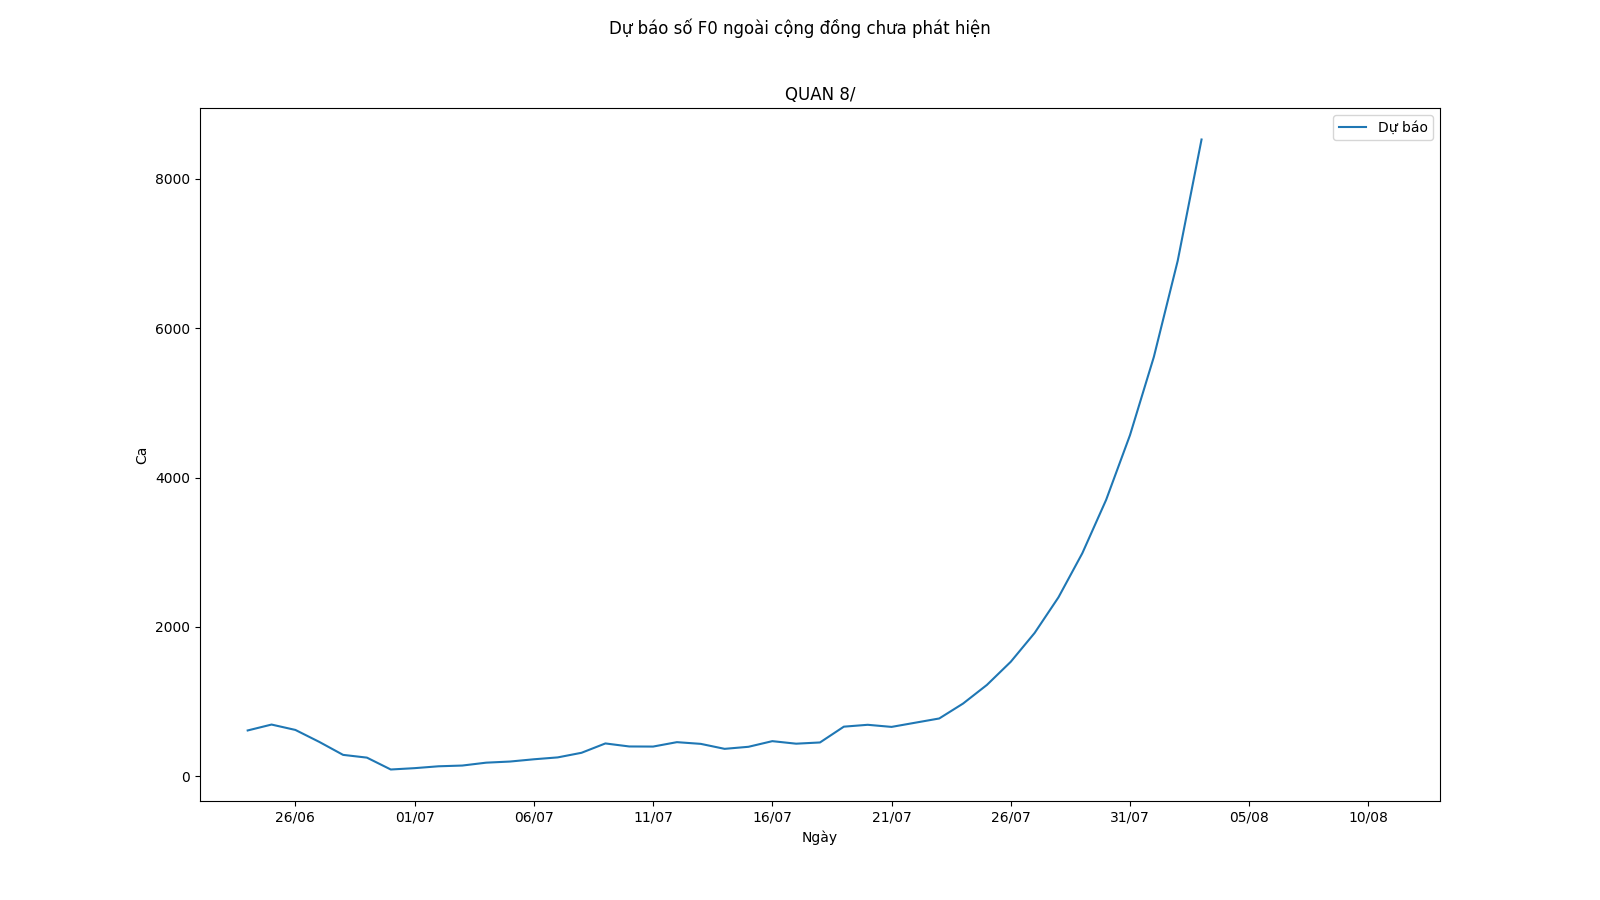 Dự báo số F0 ngoài cộng đồng chưa phát hiện
QUAN 8/
Dự báo
8000
6000
4000
2000
0
Ca
26/06 01/07 06/07 11/07 16/07 21/07 26/07 31/07 05/08 10/08
Ngày